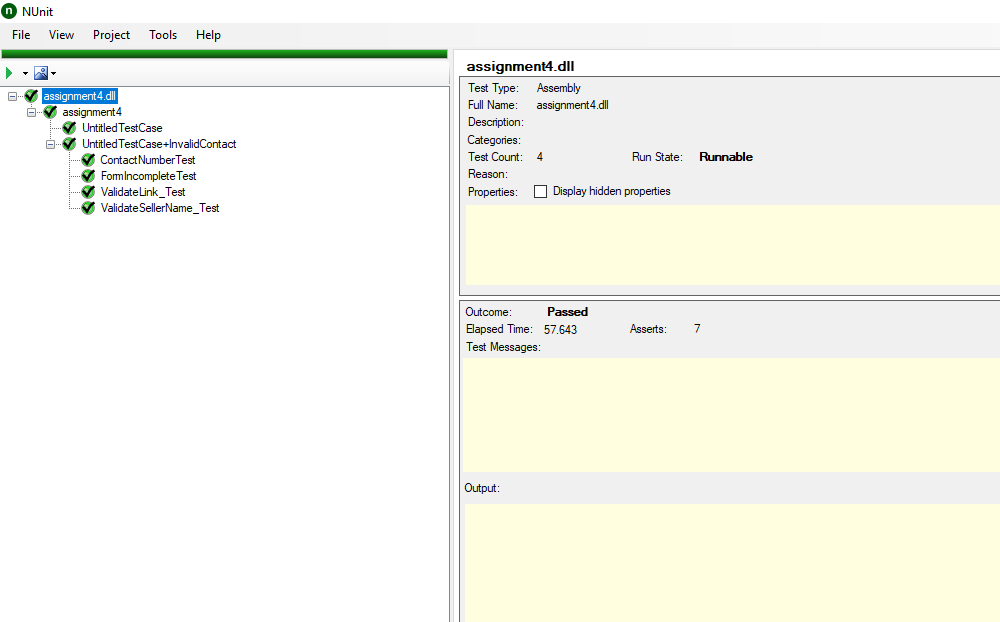 n NUnit
File View Project Tools Help
assignment4.dll
assignment4
UntitledTestCase
UntitledTestCase+InvalidContact
ContactNumberTest
FormIncompleteTest
ValidateLink_Test
ValidateSellerName_Test
assignment4.dll
Test Type: Assembly
Full Name: assignment4.dll
Description:
Categories:
Test Count: 4 Run State: Runnable
Reason:
Properties: Display hidden properties
Outcome: Passed
Elapsed Time: 57.643 Asserts: 7
Test Messages:
Output: